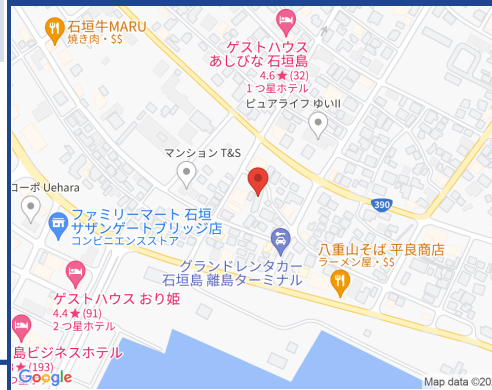 石垣牛MARU
焼き肉・$$
ゲストハウス
あしびな 石垣島
4.6★(32)
1 つ星ホテル
ピュアライフ ゆいII
マンション T&S
コーポ Uehara
390
ファミリーマート 石垣
サザンゲートブリッジ店
コンビニエンスストア
グランドレンタカー
石垣島 離島ターミナル
八重山そば 平良商店
ラーメン屋・$$
ゲストハウス おり姫
4.4★(91)
2 つ星ホテル
島ビジネスホテル
★(193)
つ星ホテル
Google
Map data ©20